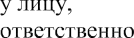 у лицу,
ответственно